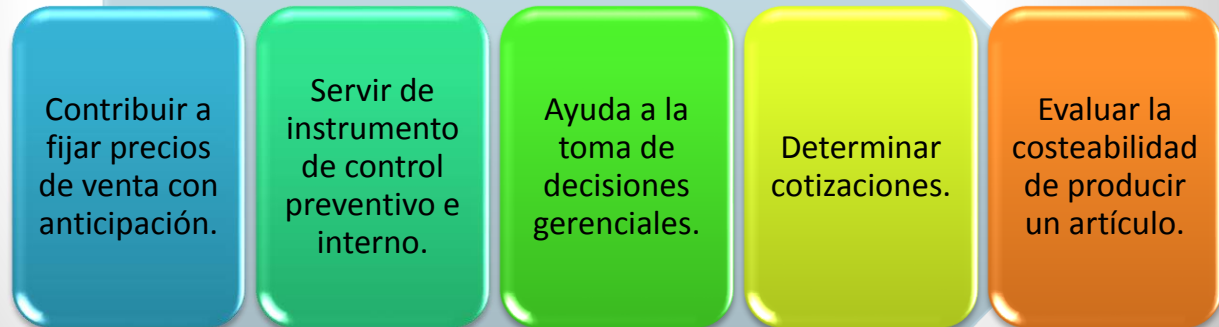 Contribuir a
fijar precios
de venta con
anticipación.
Servir de
instrumento
de control
preventivo e
interno.
Ayuda a la
toma de
decisiones
gerenciales.
Determinar
cotizaciones.
Evaluar la
costeabilidad
de producir
un artículo.